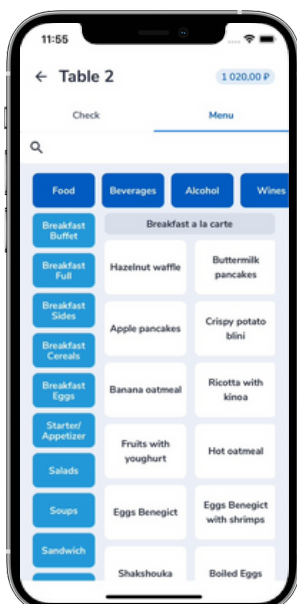 11:55
← Table 2
1 020,00 ₽
Check
Menu
Food
Beverages
Alcohol
Wines
Breakfast a la carte
Breakfast
Buffet
Breakfast
Full
Breakfast
Sides
Breakfast
Cereals
Breakfast
Eggs
Starter/
Appetizer
Salads
Soups
Sandwich
Hazelnut waffle
Buttermilk
pancakes
Apple pancakes
Crispy potato
blini
Banana oatmeal
Ricotta with
kinoa
Fruits with
youghurt
Hot oatmeal
Eggs Benegict
Eggs Benegict
with shrimps
Shakshouka
Boiled Eggs